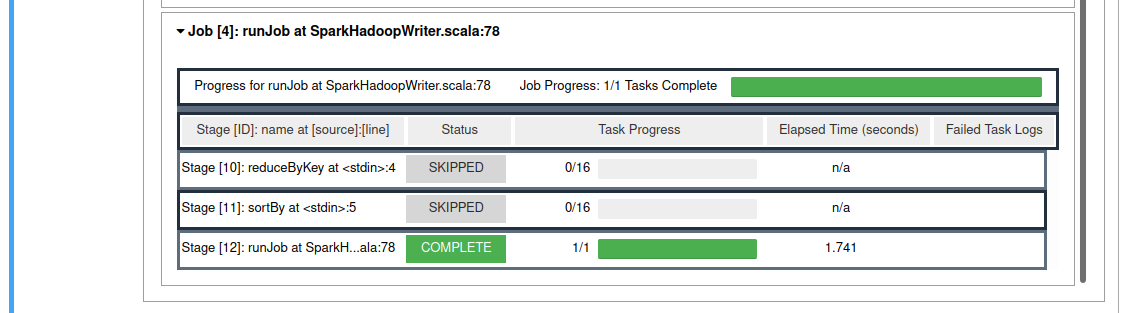 Job [4]: runJob at SparkHadoopWriter.scala:78
Progress for runJob at SparkHadoopWriter.scala:78 Job Progress: 1/1 Tasks Complete
Stage [ID]: name at [source]:[line] Status Task Progress Elapsed Time (seconds) Failed Task Logs
Stage [10]: reduceByKey at <stdin>:4 SKIPPED 0/16 n/a
Stage [11]: sortBy at <stdin>:5 SKIPPED 0/16 n/a
Stage [12]: runJob at SparkH...ala:78 COMPLETE 1/1 1.741